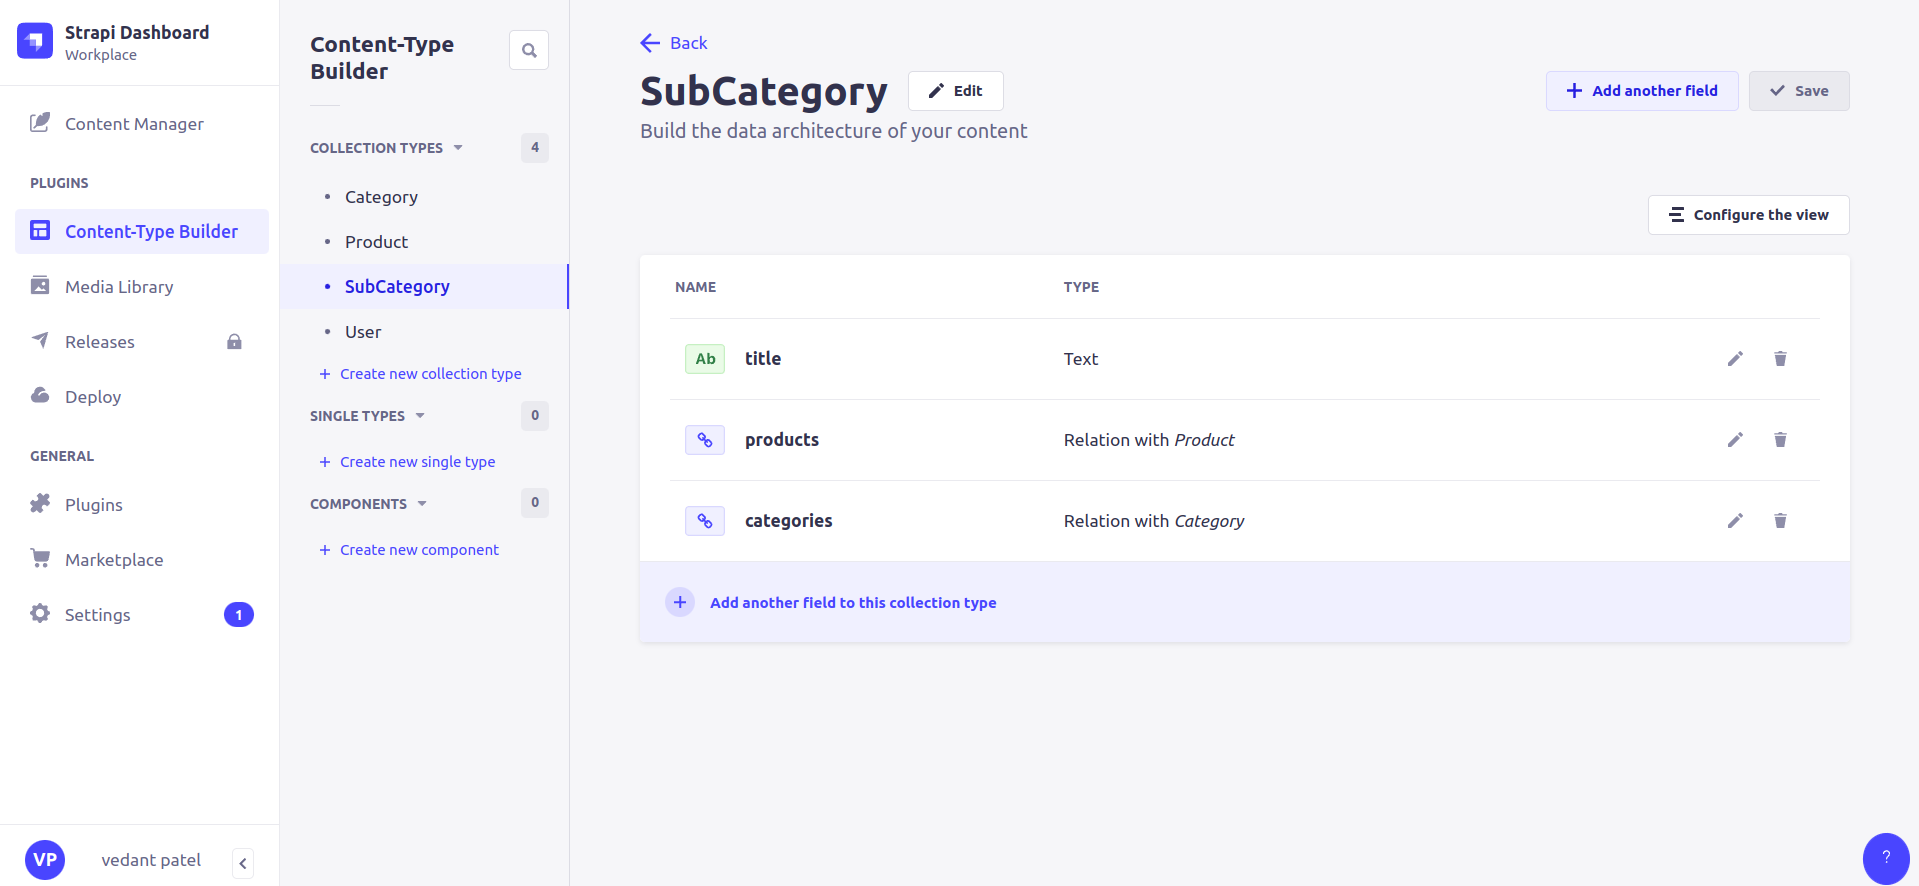 Strapi Dashboard
Workplace
Content Manager
PLUGINS
Content-Type Builder
Media Library
Releases
Deploy
GENERAL
Plugins
Marketplace
Settings
1
VP
vedant patel
Content-Type
Builder
COLLECTION TYPES
4
Category
Product
SubCategory
User
Create new collection type
SINGLE TYPES
0
Create new single type
COMPONENTS
0
Create new component
Back
SubCategory
Edit
Build the data architecture of your content
Add another field
Save
Configure the view
NAME TYPE
Ab title Text
products Relation with Product
categories Relation with Category
Add another field to this collection type
?